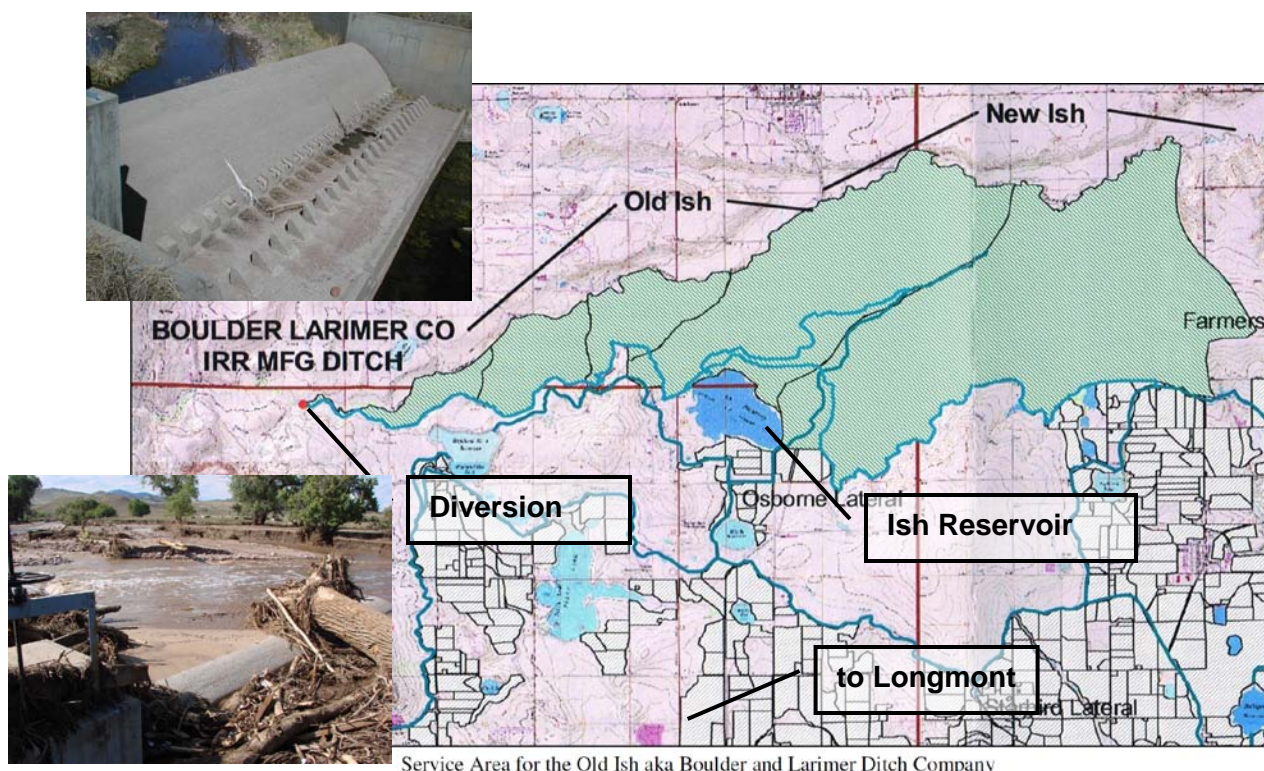 New Ish
Old Ish
BOULDER LARIMER CO
IRR MFG DITCH
Farmers
Diversion
Osborne Lateral
Ish Reservoir
to Longmont
Lateral
Service Area for the Old Ish aka Boulder and Larimer Ditch Company